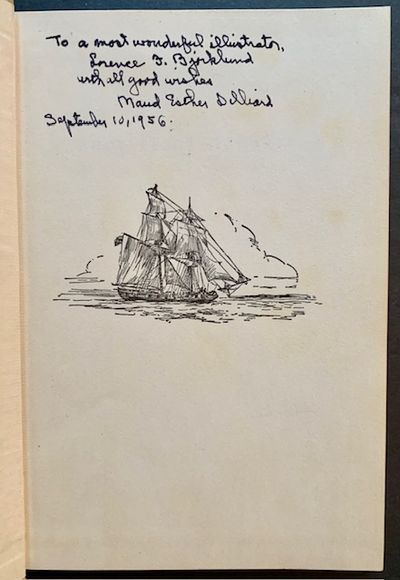 To a most wonderful illustrator,
Lorence F. Bjorklund
with all good wishes
Maud Esther Dilliard
September 10, 1956.